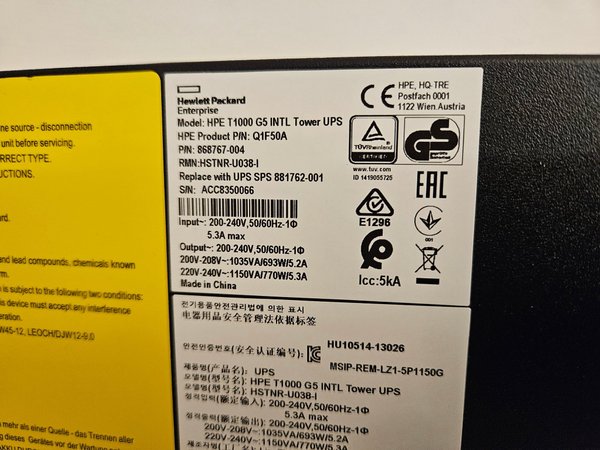 ne source - disconnection
unit before servicing.
RRECT TYPE.
UCTIONS.
ard.
and lead compounds, chemicals known
rm.
n is subject to the following two conditions:
is device must accept any interference
eration.
W45-12, LEOCH/DJW12-9.0
mehr als einer Quelle - das Trennen aller
g dieses Gerätes vor der Wartung
Hewlett Packard
Enterprise
Model: HPE T1000 G5 INTL Tower UPS
HPE Product P/N: Q1F50A
P/N: 868767-004
RMN:HSTNR-U038-I
Replace with UPS SPS 881762-001
S/N: ACC8350066
Input~: 200-240V,50/60Hz-1Φ
5.3A max
Output~: 200-240V,50/60Hz-1Φ
200V-208V~:1035VA/693W/5.2A
220V-240V~:1150VA/770W/5.3A
Made in China
CE
HPE, HQ-TRE
Postfach 0001
1122 Wien,Austria
TÜVRheinland
GS
www.tuv.com
ID 1419055725
EAC
E1296
001
Icc:5kA
전기용품안전관리법에 의한 표시
电器用品安全管理法依据标签
안전인증번호(安全认证编号):
HU10514-13026
MSIP-REM-LZ1-5P1150G
제품명(产品名): UPS
모델명(型号名): HPE T1000 G5 INTL Tower UPS
모델명(型号名): HSTNR-U038-I
정격입력(额定输入): 200-240V,50/60Hz-1Φ
5.3A max
정격출력(额定输出): 200-240V,50/60Hz-1Φ
200V-208V~:1035VA/693W/5.2A
220V-240V~:1150VA/770W/5.3A